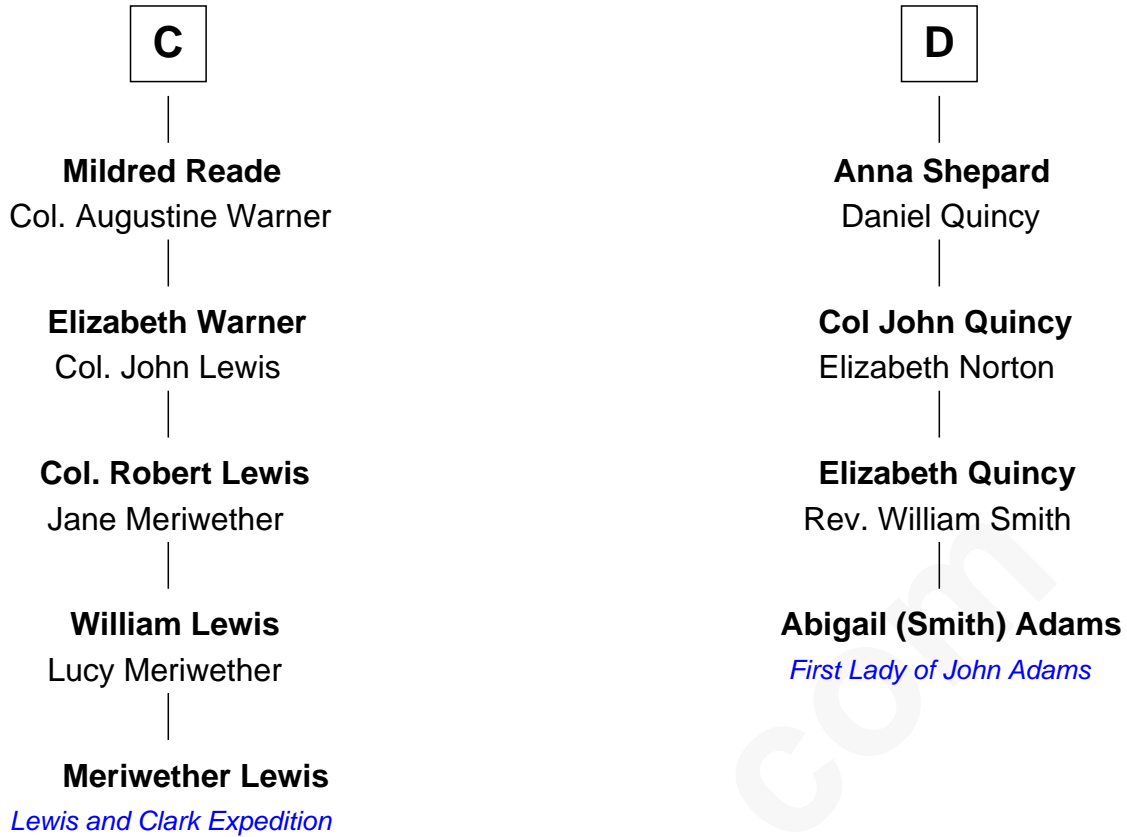 C
Mildred Reade
Col. Augustine Warner
Elizabeth Warner
Col. John Lewis
Col. Robert Lewis
Jane Meriwether
William Lewis
Lucy Meriwether
Meriwether Lewis
Lewis and Clark Expedition
D
Anna Shepard
Daniel Quincy
Col John Quincy
Elizabeth Norton
Elizabeth Quincy
Rev. William Smith
Abigail (Smith) Adams
First Lady of John Adams
com